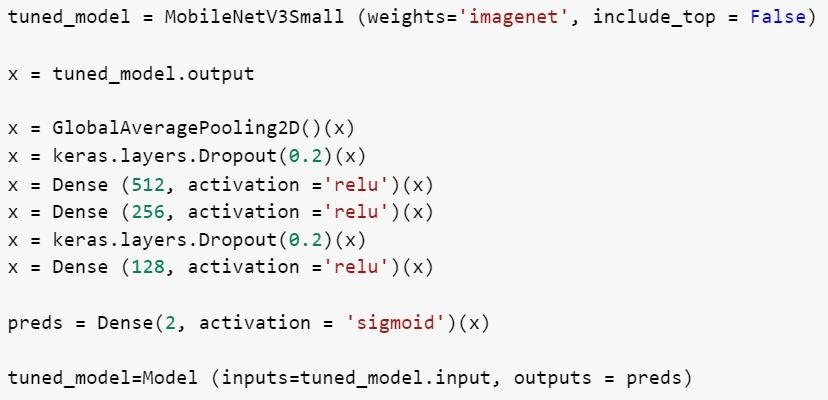 tuned_model = MobileNetV3Small (weights='imagenet', include_top = False)
x = tuned_model.output
x = GlobalAveragePooling2D()(x)
x = keras.layers.Dropout(0.2)(x)
x = Dense (512, activation ='relu')(x)
x = Dense (256, activation ='relu')(x)
x = keras.layers.Dropout(0.2)(x)
x = Dense (128, activation ='relu')(x)
preds = Dense(2, activation = 'sigmoid')(x)
tuned_model=Model (inputs=tuned_model.input, outputs = preds)